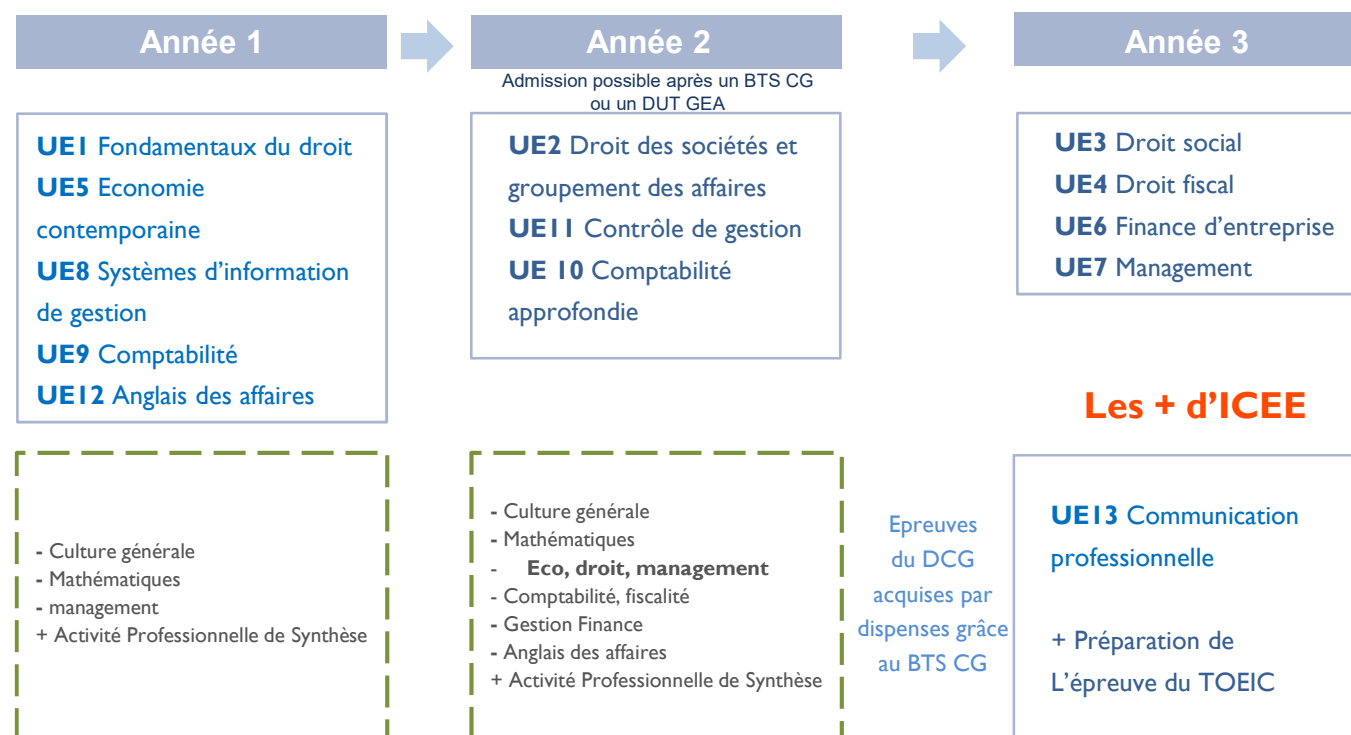 Année 1
Année 2
Année 3
Admission possible après un BTS CG
ou un DUT GEA
UE1 Fondamentaux du droit
UE5 Economie
contemporaine
UE8 Systèmes d'information
de gestion
UE9 Comptabilité
UE12 Anglais des affaires
UE2 Droit des sociétés et
groupement des affaires
UE11 Contrôle de gestion
UE 10 Comptabilité
approfondie
UE3 Droit social
UE4 Droit fiscal
UE6 Finance d'entreprise
UE7 Management
Les + d'ICEE
- Culture générale
- Mathématiques
- management
+ Activité Professionnelle de Synthèse
- Culture générale
- Mathématiques
- Eco, droit, management
- Comptabilité, fiscalité
- Gestion Finance
- Anglais des affaires
+ Activité Professionnelle de Synthèse
Epreuves
du DCG
acquises par
dispenses grâce
au BTS CG
UE13 Communication
professionnelle
+ Préparation de
L'épreuve du TOEIC